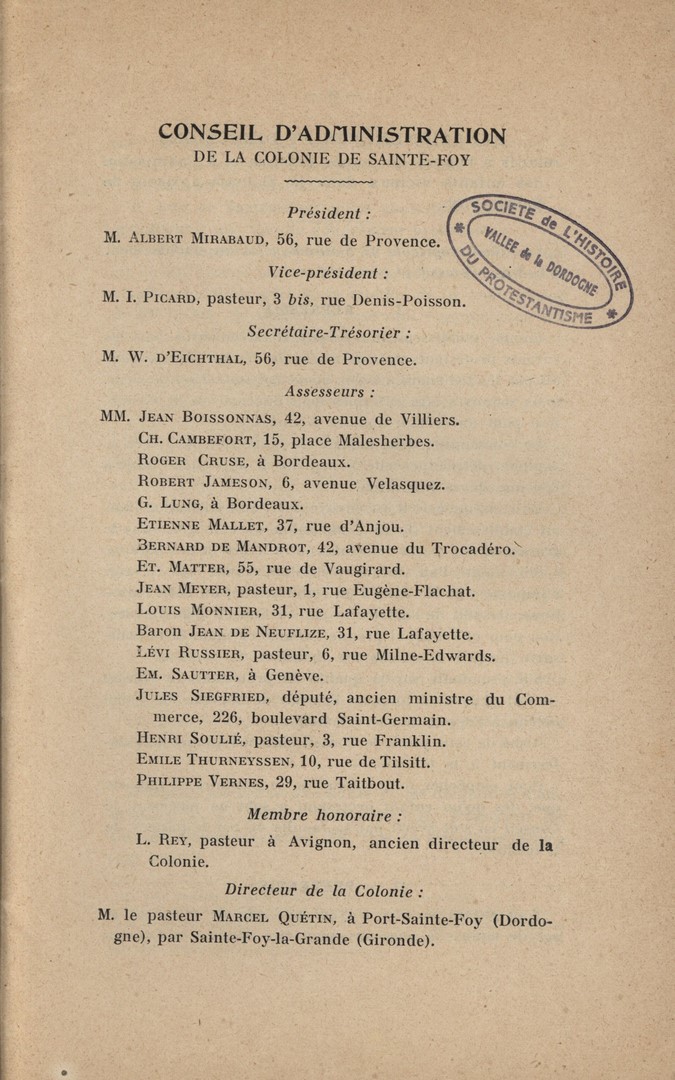 CONSEIL D'ADMINISTRATION
DE LA COLONIE DE SAINTE-FOY
Président :
M. ALBERT MIRABAUD, 56, rue de Provence.
SOCIETE de L'HISTOIRE
VALLEE de la DORDOGNE
* DU PROTESTANTISME *
Vice-président :
M. I. PICARD, pasteur, 3 bis, rue Denis-Poisson.
Secrétaire-Trésorier :
M. W. D'EICHTHAL, 56, rue de Provence.
Assesseurs :
MM. JEAN BOISSONNAS, 42, avenue de Villiers.
CH. CAMBEFORT, 15, place Malesherbes.
ROGER CRUSE, à Bordeaux.
ROBERT JAMESON, 6, avenue Velasquez.
G. LUNG, à Bordeaux.
ETIENNE MALLET, 37, rue d'Anjou.
BERNARD DE MANDROT, 42, avenue du Trocadéro.
ET. MATTER, 55, rue de Vaugirard.
JEAN MEYER, pasteur, 1, rue Eugène-Flachat.
LOUIS MONNIER, 31, rue Lafayette.
Baron JEAN DE NEUFLIZE, 31, rue Lafayette.
LÉVI RUSSIER, pasteur, 6, rue Milne-Edwards.
EM. SAUTTER, à Genève.
JULES SIEGFRIED, député, ancien ministre du Com-
merce, 226, boulevard Saint-Germain.
HENRI SOULIÉ, pasteur, 3, rue Franklin.
EMILE THURNEYSSEN, 10, rue de Tilsitt.
PHILIPPE VERNES, 29, rue Taitbout.
Membre honoraire :
L. REY, pasteur à Avignon, ancien directeur de la
Colonie.
Directeur de la Colonie :
M. le pasteur MARCEL QUÉTIN, à Port-Sainte-Foy (Dordo-
gne), par Sainte-Foy-la-Grande (Gironde).